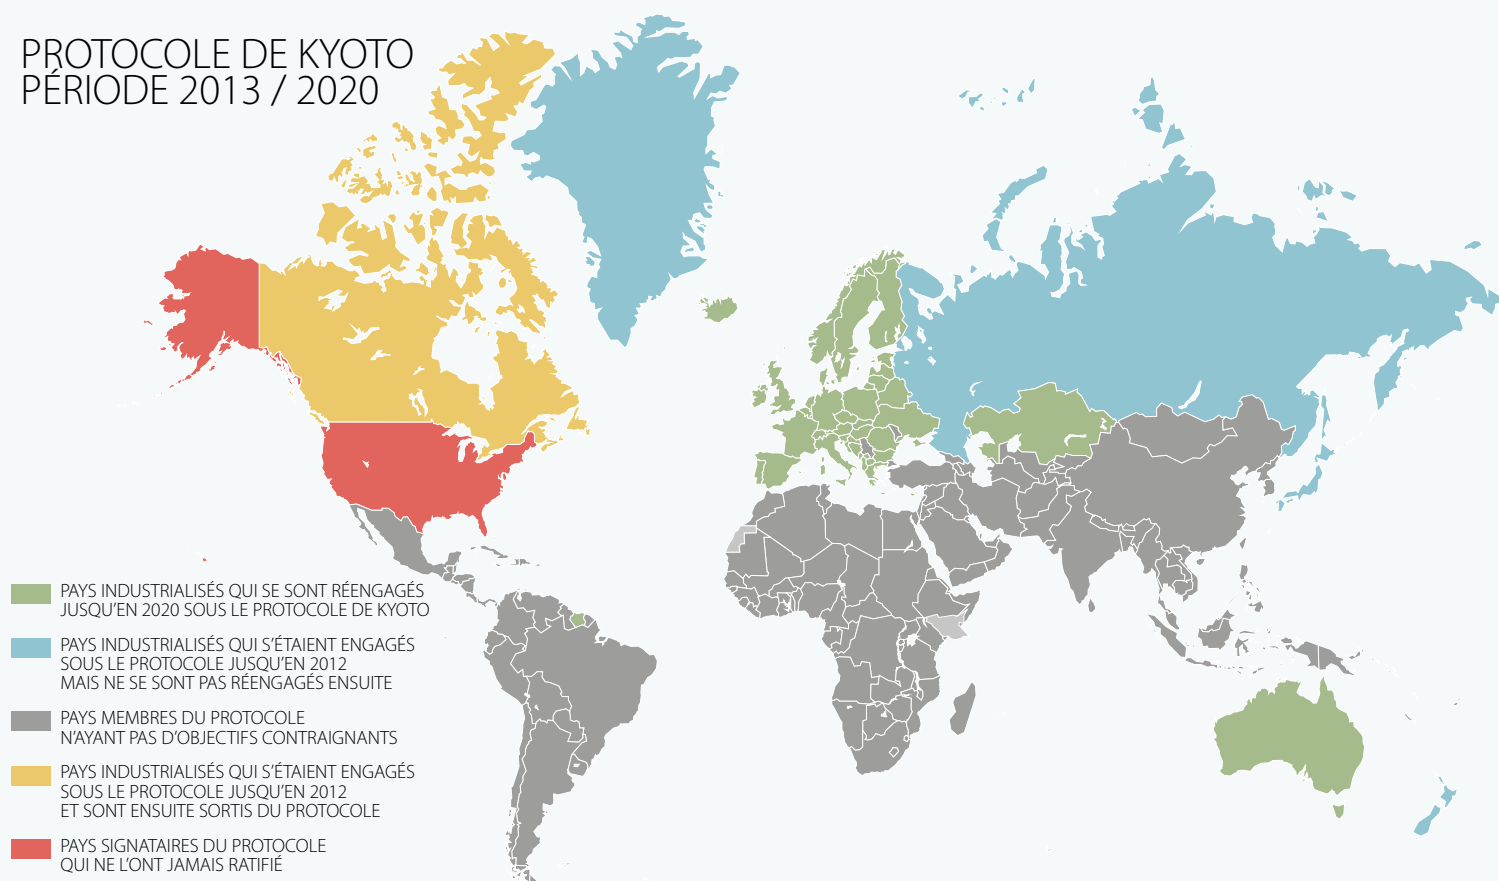 PROTOCOLE DE KYOTO
PÉRIODE 2013 / 2020
PAYS INDUSTRIALISÉS QUI SE SONT RÉENGAGÉS
JUSQU'EN 2020 SOUS LE PROTOCOLE DE KYOTO
PAYS INDUSTRIALISÉS QUI S'ÉTAIENT ENGAGÉS
SOUS LE PROTOCOLE JUSQU'EN 2012
MAIS NE SE SONT PAS RÉENGAGÉS ENSUITE
PAYS MEMBRES DU PROTOCOLE
N'AYANT PAS D'OBJECTIFS CONTRAIGNANTS
PAYS INDUSTRIALISÉS QUI S'ÉTAIENT ENGAGÉS
SOUS LE PROTOCOLE JUSQU'EN 2012
ET SONT ENSUITE SORTIS DU PROTOCOLE
PAYS SIGNATAIRES DU PROTOCOLE
QUI NE L'ONT JAMAIS RATIFIÉ